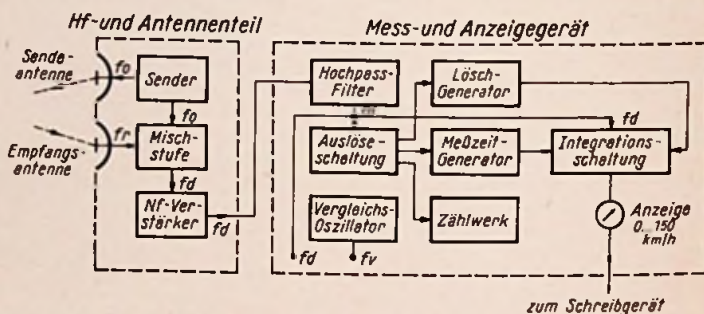 Hf-und Antennenteil
Mess-und Anzeigegerät
Sende-
antenne
fo
Sender
fo
Empfangs-
antenne
fr
Misch-
stufe
fd
Nf-Ver-
stärker
fd
Hochpass-
Filter
Lösch-
Generator
Auslöse-
schaltung
Meßzeit-
Generator
fd
Integrations-
schaltung
Vergleichs-
Oszillator
Zählwerk
fd
fv
Anzeige
0...150
km/h
zum Schreibgerät